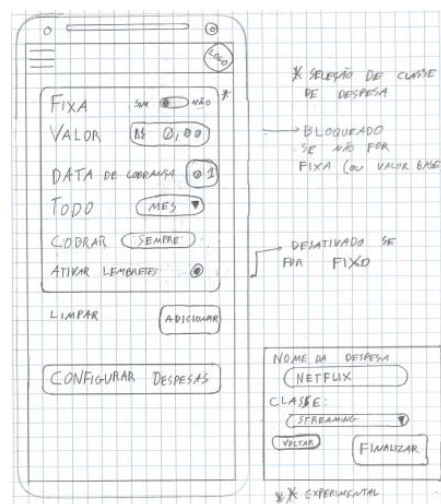 LOGO
FIXA SIM NÃO *
VALOR R$ 0,00
DATA DE COBRANÇA 01
TODO MÊS
COBRAR SEMPRE
ATIVAR LEMBRETES
LIMPAR ADICIONAR
CONFIGURAR DESPESAS
* SELEÇÃO DE CLASSE
DE DESPESA
BLOQUEADO
SE NÃO FOR
FIXA (OU VALOR BASE
DESATIVADO SE
FOR FIXO
NOME DA DESPESA
NETFLIX
CLASSE:
STREAMING
VOLTAR FINALIZAR
** EXPERIMENTAL